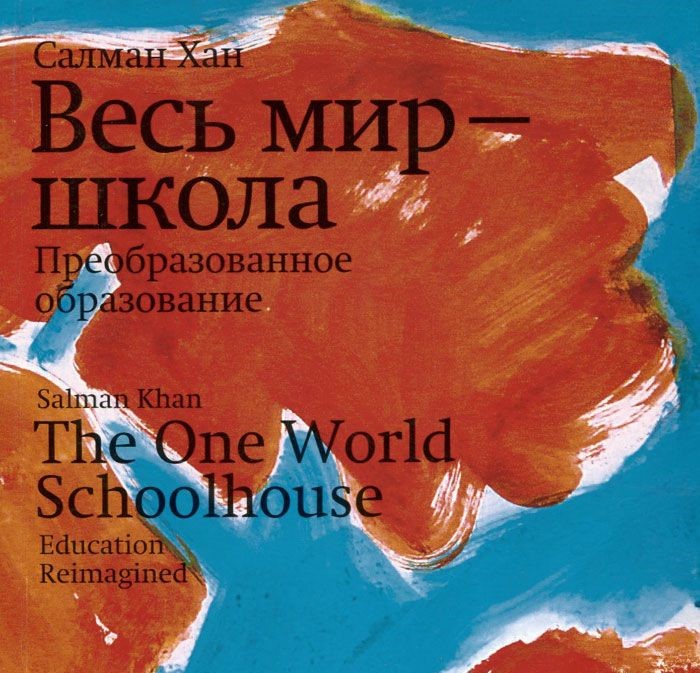 Салман Хан
Весь мир –
школа
Преобразованное
образование
Salman Khan
The One World
Schoolhouse
Education
Reimagined